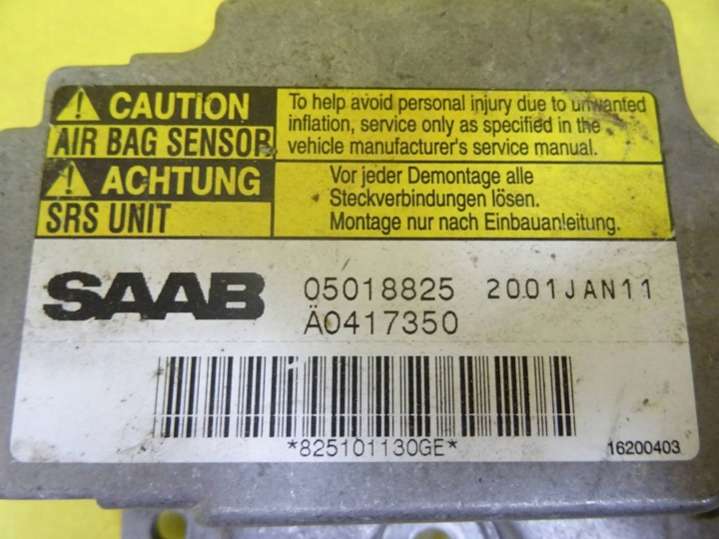 CAUTION
AIR BAG SENSOR
To help avoid personal injury due to unwanted
inflation, service only as specified in the
vehicle manufacturer's service manual.
ACHTUNG
SRS UNIT
Vor jeder Demontage alle
Steckverbindungen lösen.
Montage nur nach Einbauanleitung.
SAAB
05018825 2001JAN11
Ä0417350
*825101130GE*
16200403